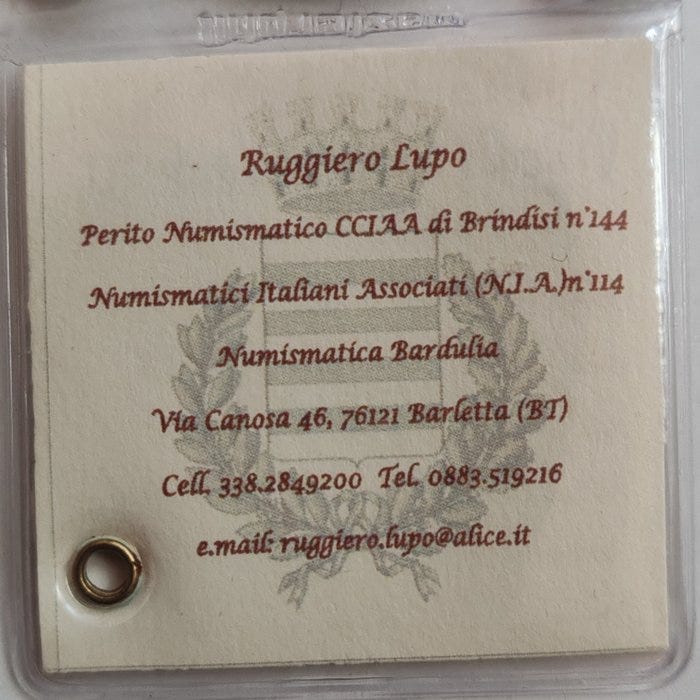 Ruggiero Lupo
Perito Numismatico CCIAA di Brindisi n°144
Numismatici Italiani Associati (N.I.A.)n°114
Numismatica Bardulia
Via Canosa 46, 76121 Barletta (BT)
Cell. 338.2849200 Tel. 0883.519216
e.mail: ruggiero.lupo@alice.it